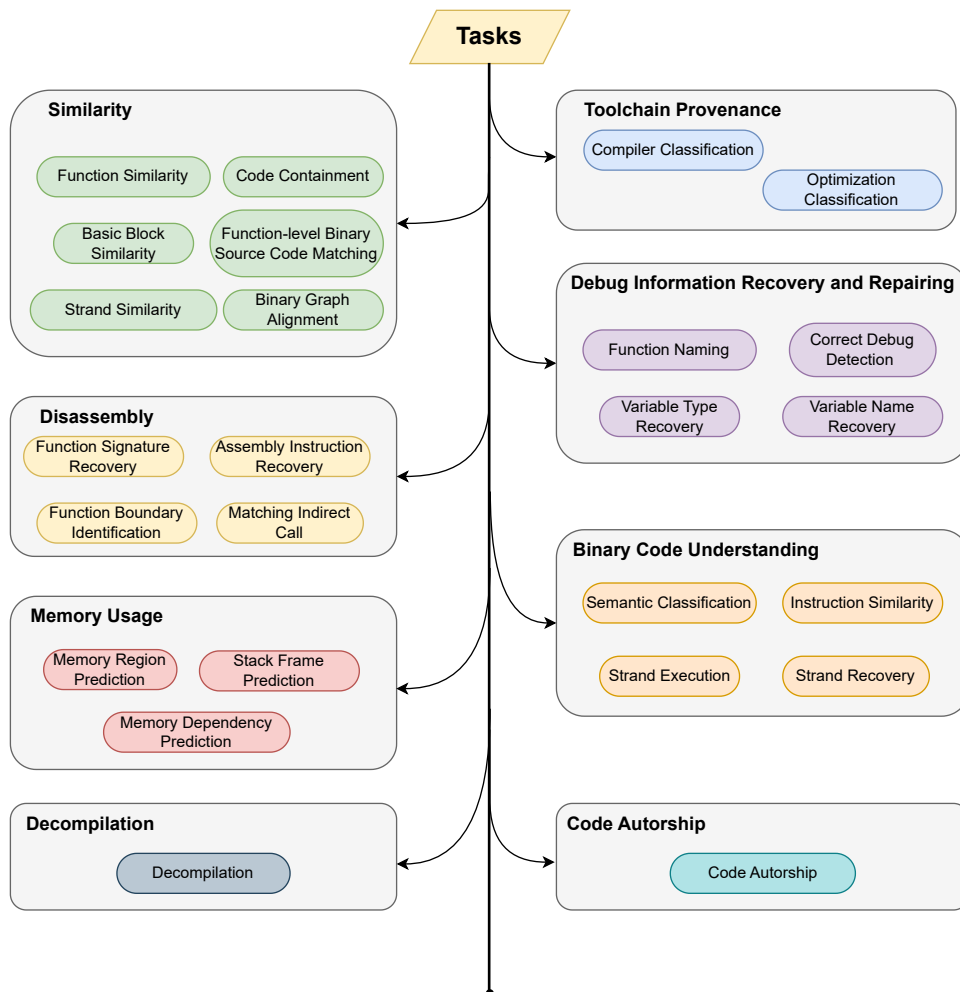 Tasks
Similarity
Function Similarity
Code Containment
Basic Block
Similarity
Function-level Binary
Source Code Matching
Strand Similarity
Binary Graph
Alignment
Toolchain Provenance
Compiler Classification
Optimization
Classification
Debug Information Recovery and Repairing
Function Naming
Correct Debug
Detection
Variable Type
Recovery
Variable Name
Recovery
Disassembly
Function Signature
Recovery
Assembly Instruction
Recovery
Function Boundary
Identification
Matching Indirect
Call
Binary Code Understanding
Semantic Classification
Instruction Similarity
Strand Execution
Strand Recovery
Memory Usage
Memory Region
Prediction
Stack Frame
Prediction
Memory Dependency
Prediction
Decompilation
Decompilation
Code Autorship
Code Autorship